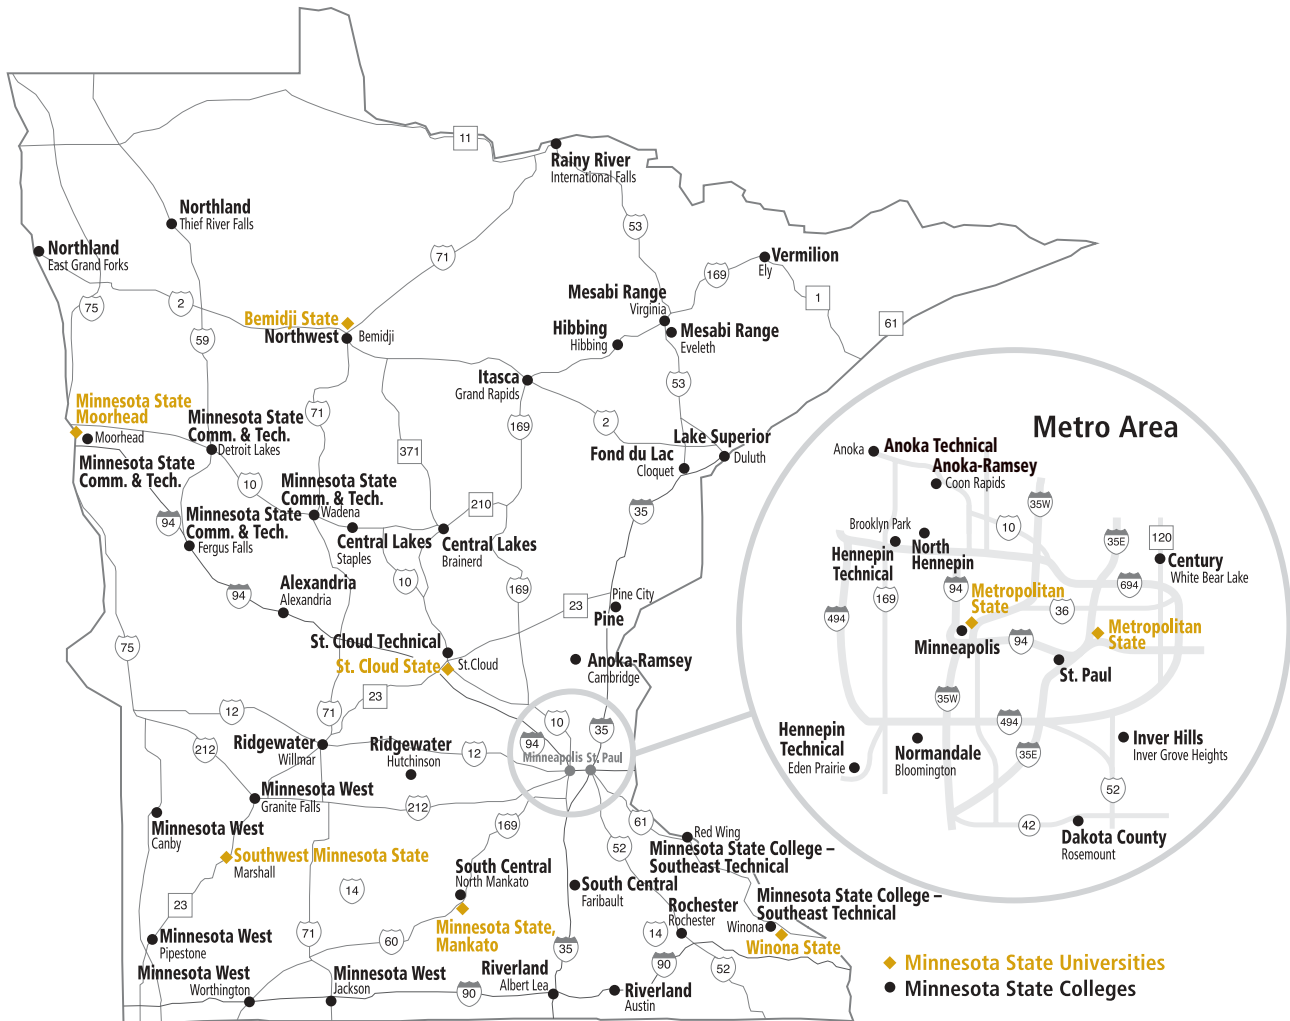 11
Rainy River
International Falls
Northland
Thief River Falls
53
Northland
East Grand Forks
71
Vermilion
Ely
169
Mesabi Range
Virginia
1
75
2
Bemidji State
Northwest
Bemidji
Hibbing
Hibbing
Mesabi Range
Eveleth
61
59
Itasca
Grand Rapids
53
Minnesota State
Moorhead
Moorhead
Minnesota State
Comm. & Tech.
Detroit Lakes
71
169
2
Lake Superior
Duluth
Fond du Lac
Cloquet
371
Minnesota State
Comm. & Tech.
10
Minnesota State
Comm. & Tech.
Wadena
210
35
94
Minnesota State
Comm. & Tech.
Fergus Falls
Central Lakes
Staples
Central Lakes
Brainerd
94
Alexandria
Alexandria
10
169
23
Pine City
Pine
75
St. Cloud Technical
St. Cloud State
St.Cloud
Anoka-Ramsey
Cambridge
23
12
71
10
35
94
212
Ridgewater
Willmar
Ridgewater
Hutchinson
12
Minneapolis
St. Paul
Minnesota West
Granite Falls
212
Minnesota West
Canby
169
61
Red Wing
Minnesota State College –
Southeast Technical
52
Southwest Minnesota State
Marshall
14
South Central
North Mankato
South Central
Faribault
Minnesota State College –
Southeast Technical
Winona
Winona State
23
Rochester
Rochester
14
Minnesota State,
Mankato
Minnesota West
Pipestone
71
60
35
90
52
Minnesota West
Worthington
Minnesota West
Jackson
90
Riverland
Albert Lea
Riverland
Austin
Metro Area
Anoka
Anoka Technical
Anoka-Ramsey
Coon Rapids
35W
10
Brooklyn Park
North
Hennepin
Hennepin
Technical
35E
120
Century
White Bear Lake
94
169
694
Metropolitan
State
36
494
Minneapolis
94
Metropolitan
State
St. Paul
35W
494
Hennepin
Technical
Eden Prairie
Normandale
Bloomington
35E
Inver Hills
Inver Grove Heights
52
42
Dakota County
Rosemount
Minnesota State Universities
Minnesota State Colleges